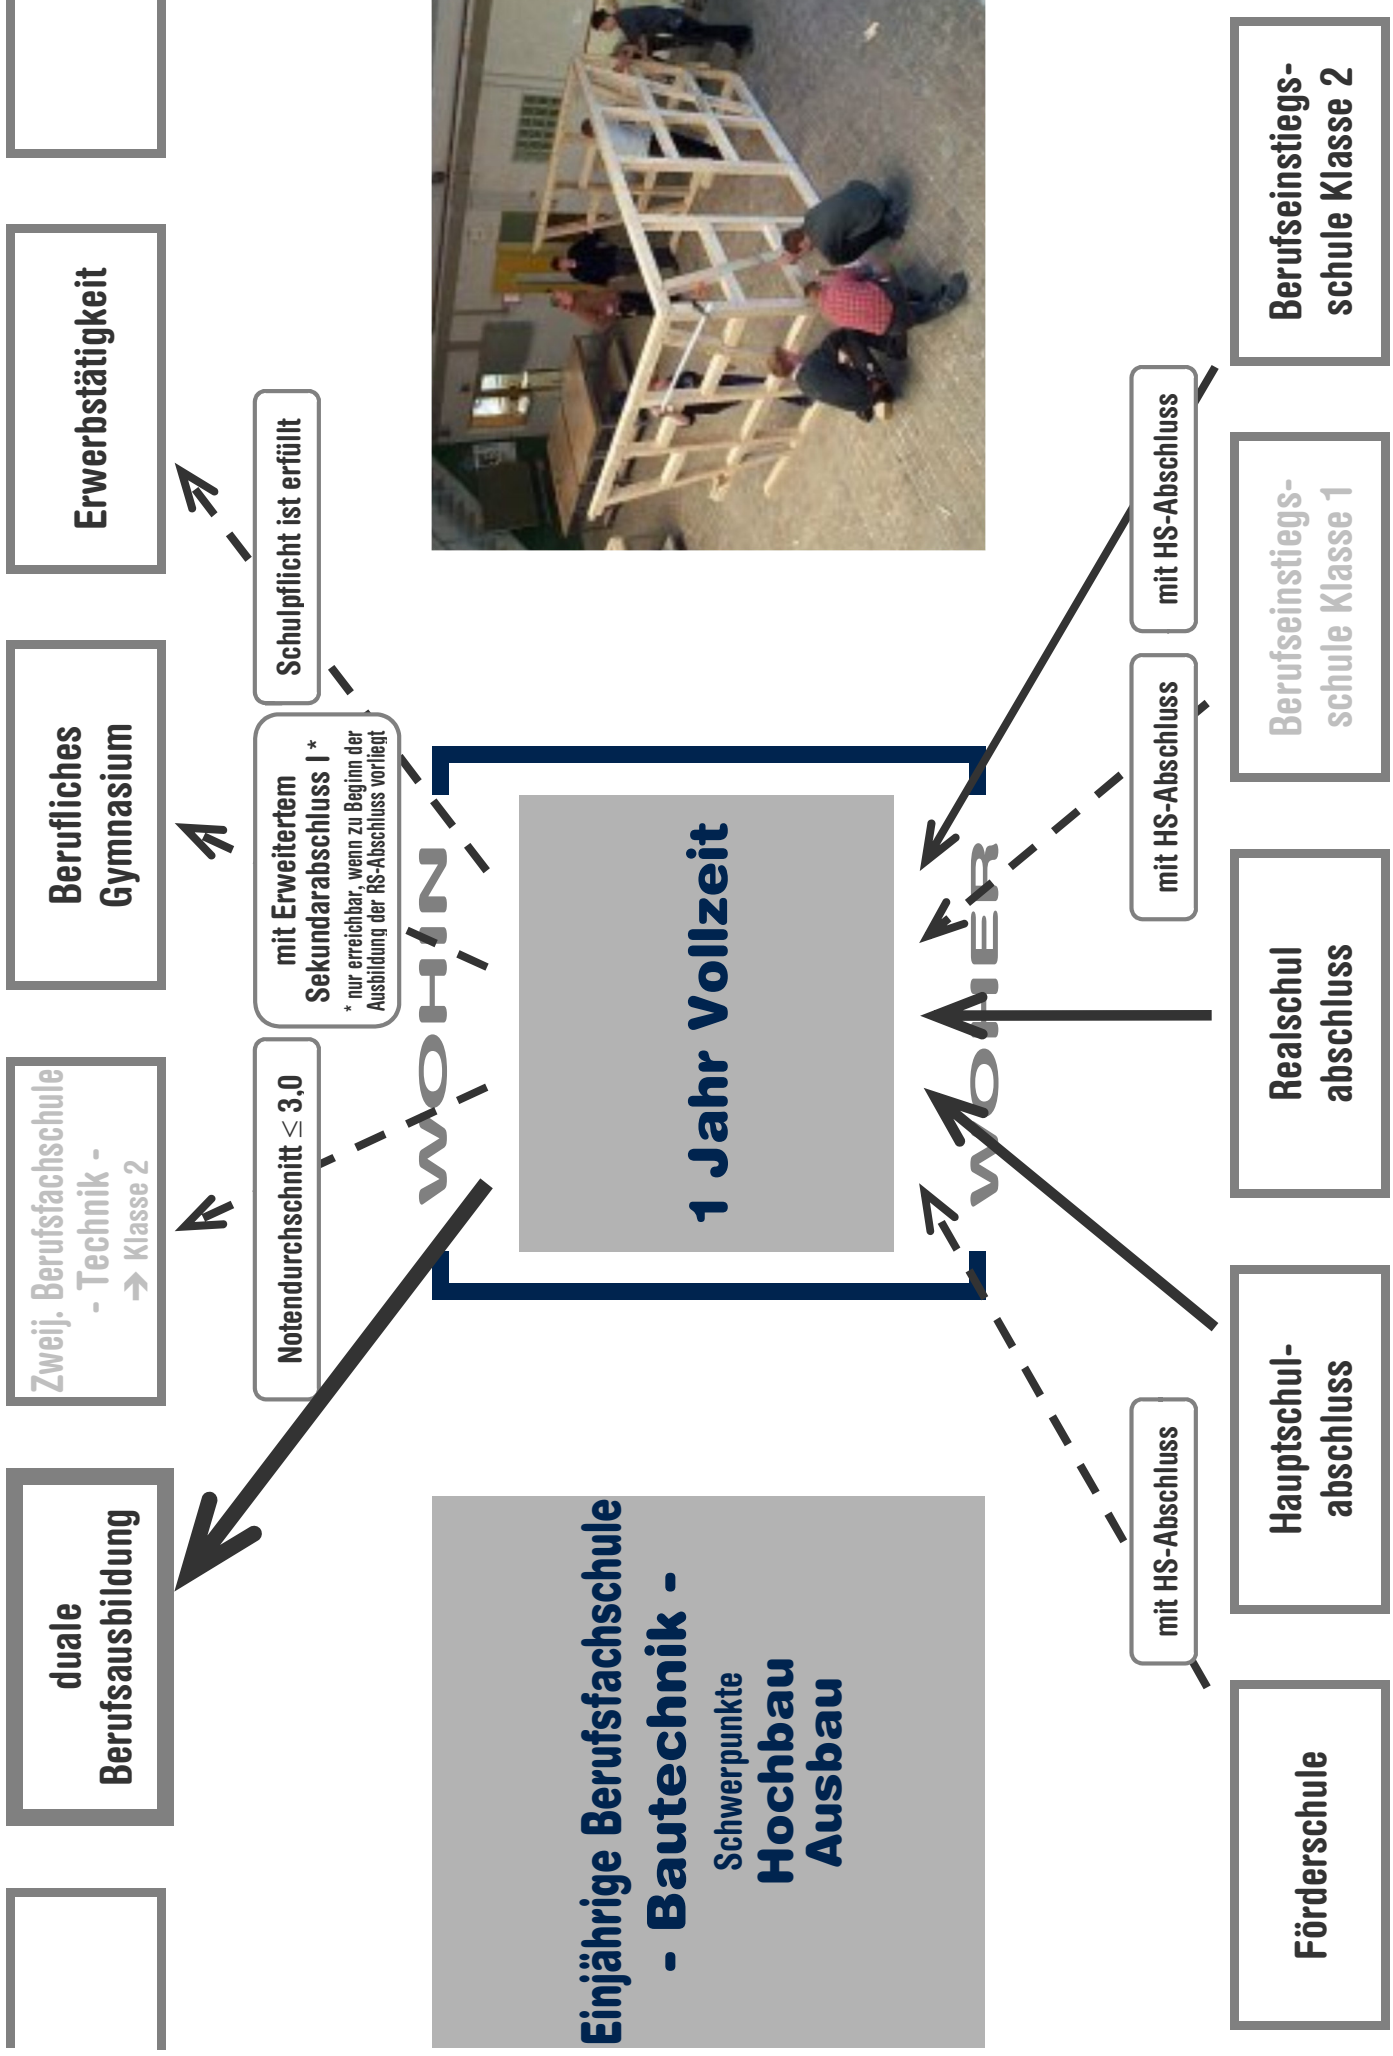 duale
Berufsausbildung
Zweij. Berufsfachschule
- Technik -
➔ Klasse 2
Berufliches
Gymnasium
Erwerbstätigkeit
Notendurchschnitt ≤ 3,0
mit Erweitertem
Sekundarabschluss I *
* nur erreichbar, wenn zu Beginn der
Ausbildung der RS-Abschluss vorliegt
Schulpflicht ist erfüllt
WOHIN
Einjährige Berufsfachschule
- Bautechnik -
Schwerpunkte
Hochbau
Ausbau
1 Jahr Vollzeit
WOHER
mit HS-Abschluss
mit HS-Abschluss
mit HS-Abschluss
Förderschule
Hauptschul-
abschluss
Realschul
abschluss
Berufseinstiegs-
schule Klasse 1
Berufseinstiegs-
schule Klasse 2